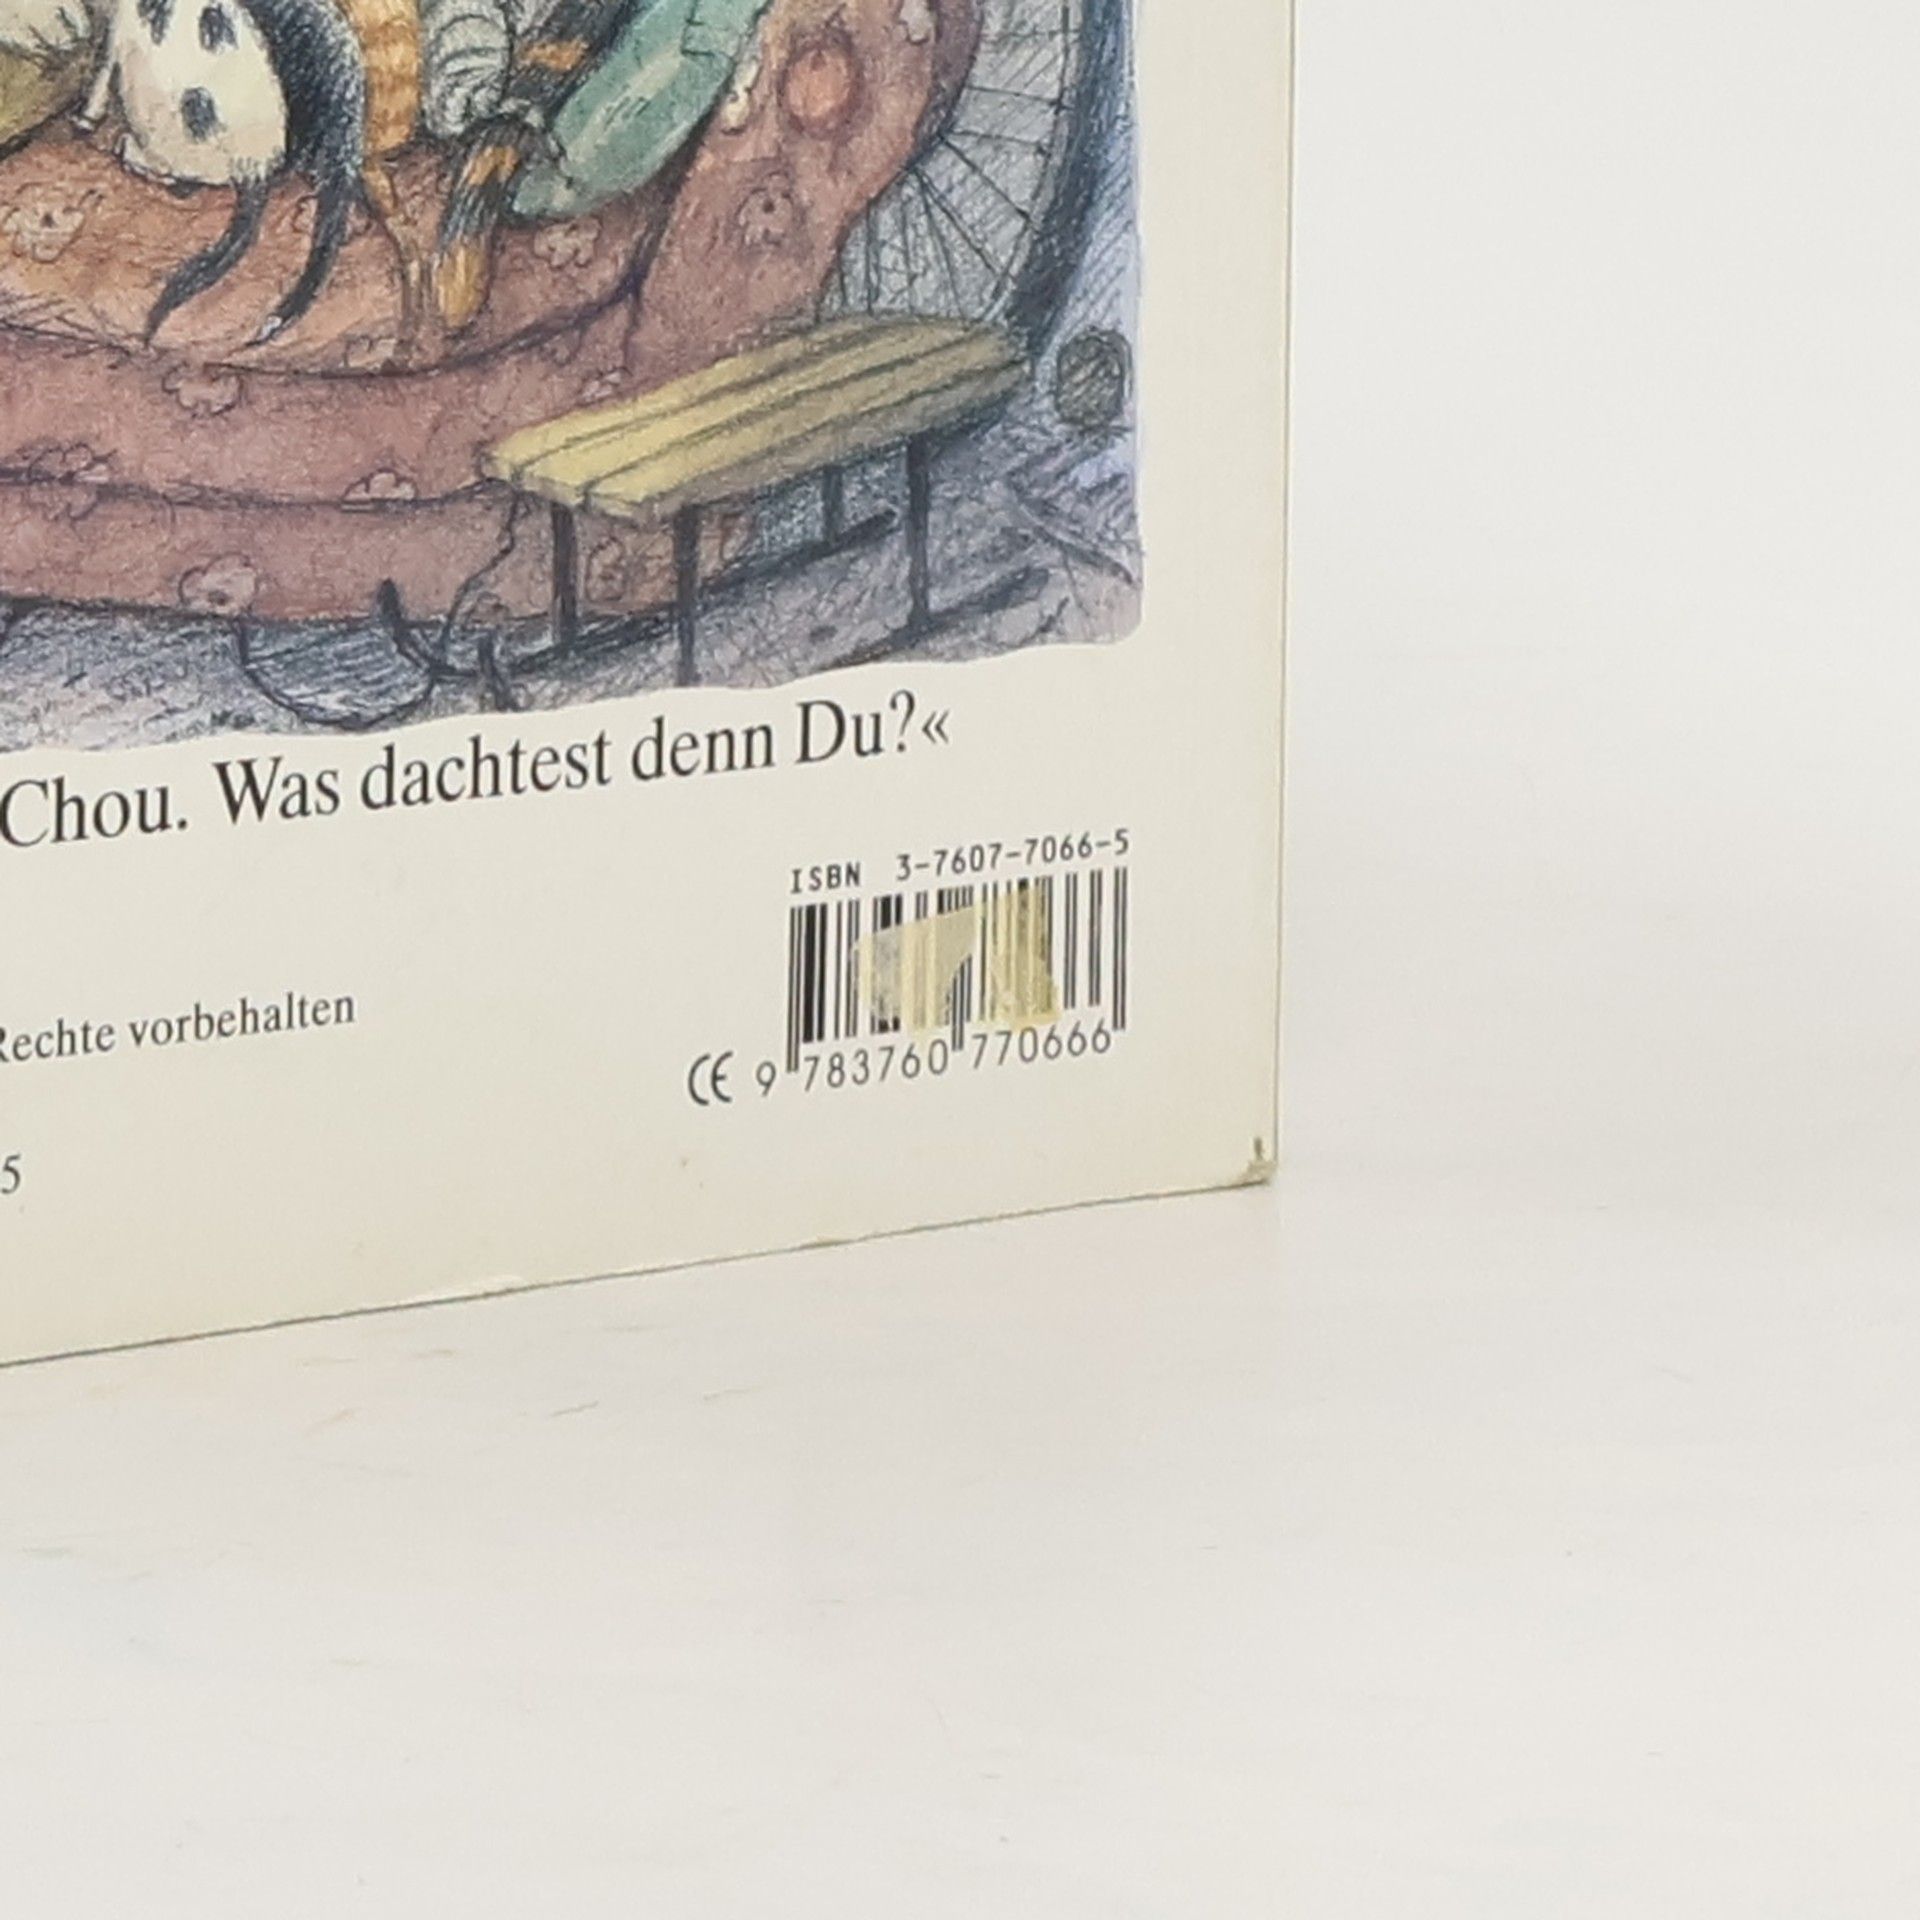 Chou. Was dachtest denn Du?«
ISBN 3-7607-7066-5
Rechte vorbehalten
CE 9 783760 770666
5